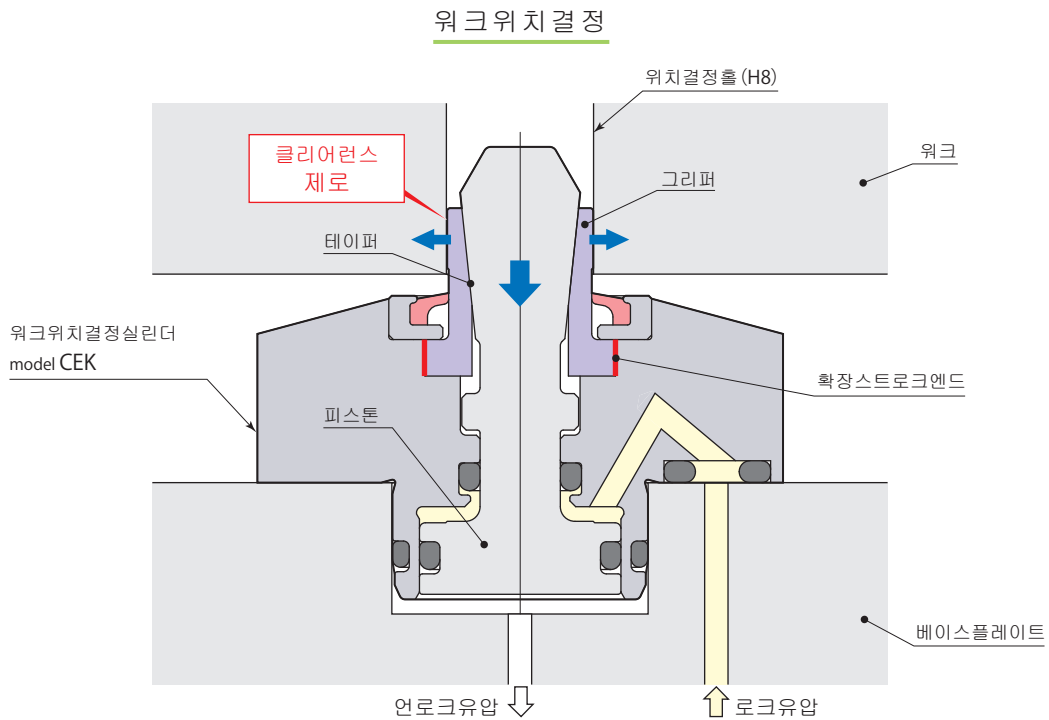 워크위치결정
위치결정홀(H8)
클리어런스
제로
워크
그리퍼
테이퍼
워크위치결정실린더
model CEK
확장스트로크엔드
피스톤
베이스플레이트
언로크유압
로크유압